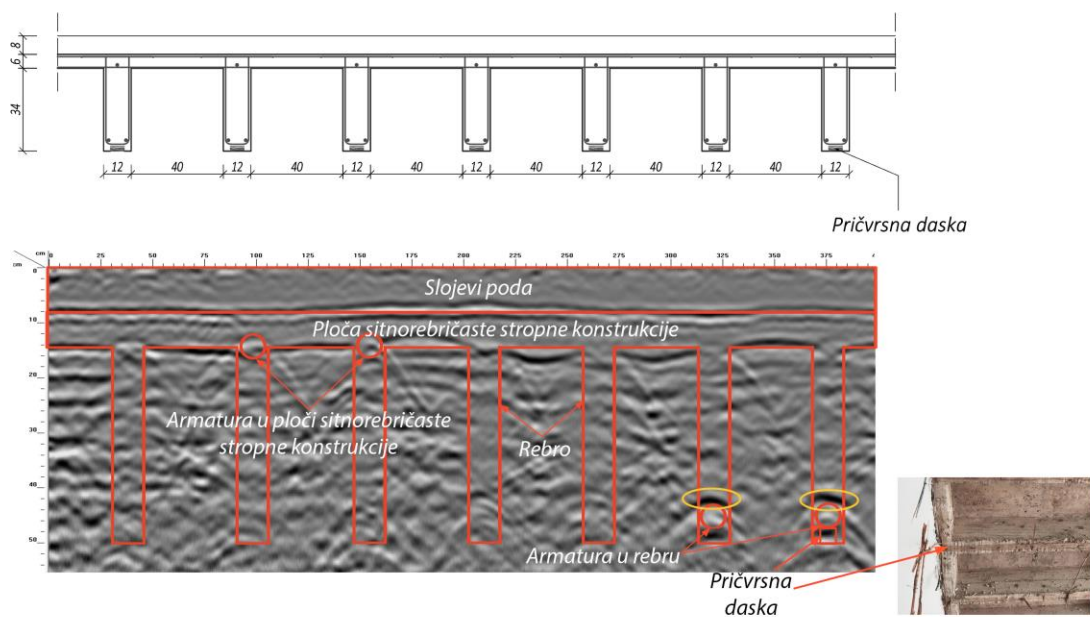 8
6
34
12 40 12 40 12 40 12 40 12 40 12 40 12
Pričvrsna daska
cm
0 25 50 75 100 125 150 175 200 225 250 275 300 325 350 375 4
cm
0
10
20
30
40
50
Slojevi poda
Ploča sitnorebričaste stropne konstrukcije
Armatura u ploči sitnorebričaste
stropne konstrukcije
Rebro
Armatura u rebru
Pričvrsna
daska